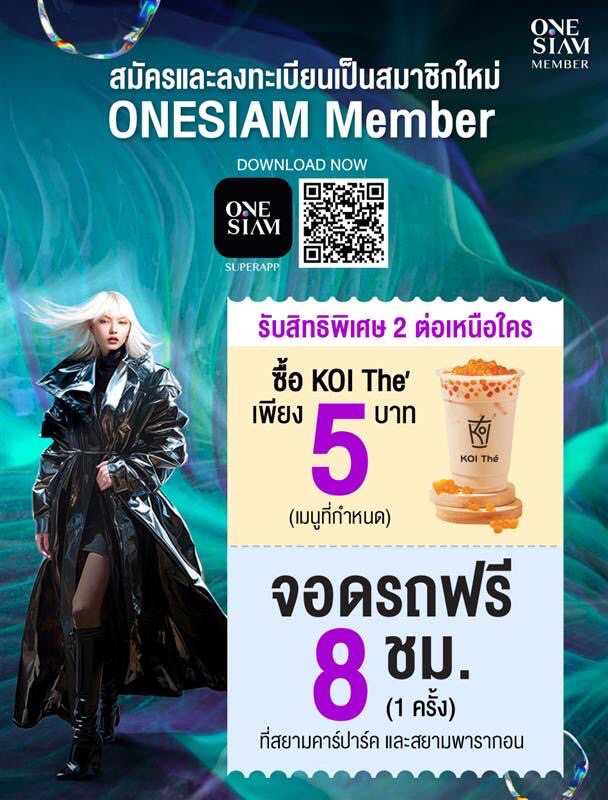 ONE
SIAM
MEMBER
สมัครและลงทะเบียนเป็นสมาชิกใหม่
ONESIAM Member
DOWNLOAD NOW
ONE
SIAM
SUPERAPP
รับสิทธิพิเศษ 2 ต่อเหนือใคร
ซื้อ KOI The’
เพียง 5 บาท
(เมนูที่กำหนด)
KOI
KOI Thé
จอดรถฟรี
8 ชม.
(1 ครั้ง)
ที่สยามคาร์ปาร์ค และสยามพารากอน